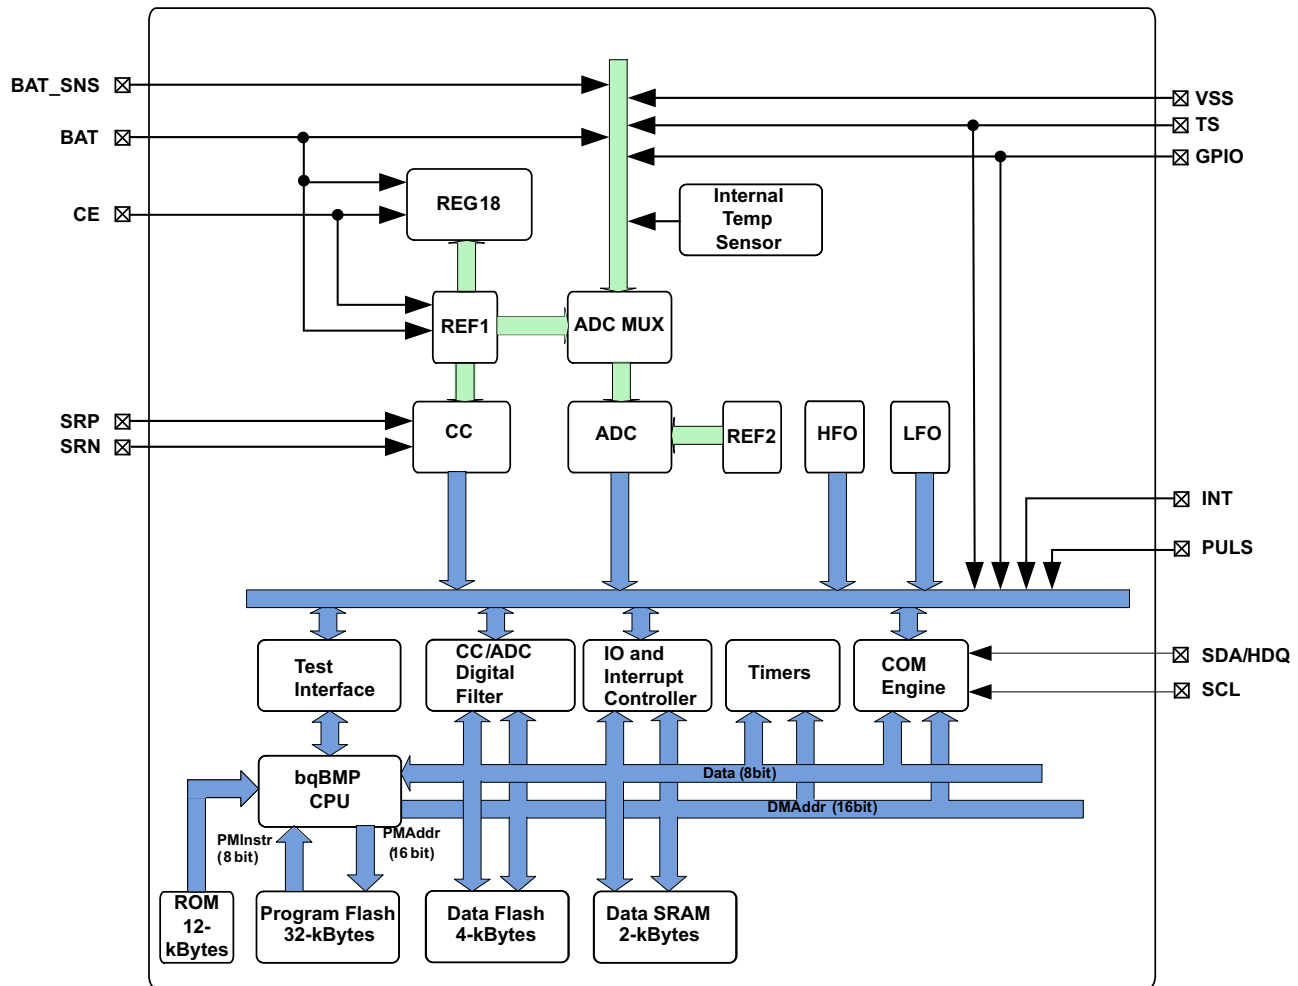 BAT_SNS
VSS
BAT
TS
GPIO
CE
REG18
Internal
Temp
Sensor
REF1
ADC MUX
SRP
SRN
CC
ADC
REF2
HFO
LFO
INT
PULS
Test
Interface
CC/ADC
Digital
Filter
IO and
Interrupt
Controller
Timers
COM
Engine
SDA/HDQ
SCL
bqBMP
CPU
Data (8bit)
DMAddr (16bit)
PMInstr
(8 bit)
PMAddr
(16 bit)
ROM
12-
kBytes
Program Flash
32-kBytes
Data Flash
4-kBytes
Data SRAM
2-kBytes